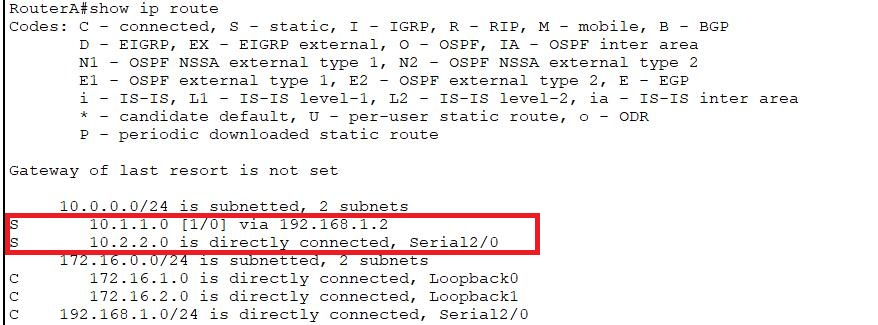 RouterA#show ip route
Codes: C - connected, S - static, I - IGRP, R - RIP, M - mobile, B - BGP
D - EIGRP, EX - EIGRP external, O - OSPF, IA - OSPF inter area
N1 - OSPF NSSA external type 1, N2 - OSPF NSSA external type 2
E1 - OSPF external type 1, E2 - OSPF external type 2, E - EGP
i - IS-IS, L1 - IS-IS level-1, L2 - IS-IS level-2, ia - IS-IS inter area
* - candidate default, U - per-user static route, o - ODR
P - periodic downloaded static route
Gateway of last resort is not set
10.0.0.0/24 is subnetted, 2 subnets
S 10.1.1.0 [1/0] via 192.168.1.2
S 10.2.2.0 is directly connected, Serial2/0
172.16.0.0/24 is subnetted, 2 subnets
C 172.16.1.0 is directly connected, Loopback0
C 172.16.2.0 is directly connected, Loopback1
C 192.168.1.0/24 is directly connected, Serial2/0